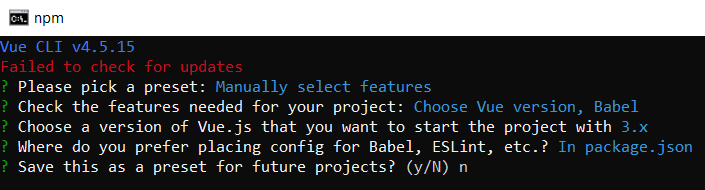 npm
Vue CLI v4.5.15
Failed to check for updates
? Please pick a preset: Manually select features
? Check the features needed for your project: Choose Vue version, Babel
? Choose a version of Vue.js that you want to start the project with 3.x
? Where do you prefer placing config for Babel, ESLint, etc.? In package.json
? Save this as a preset for future projects? (y/N) n